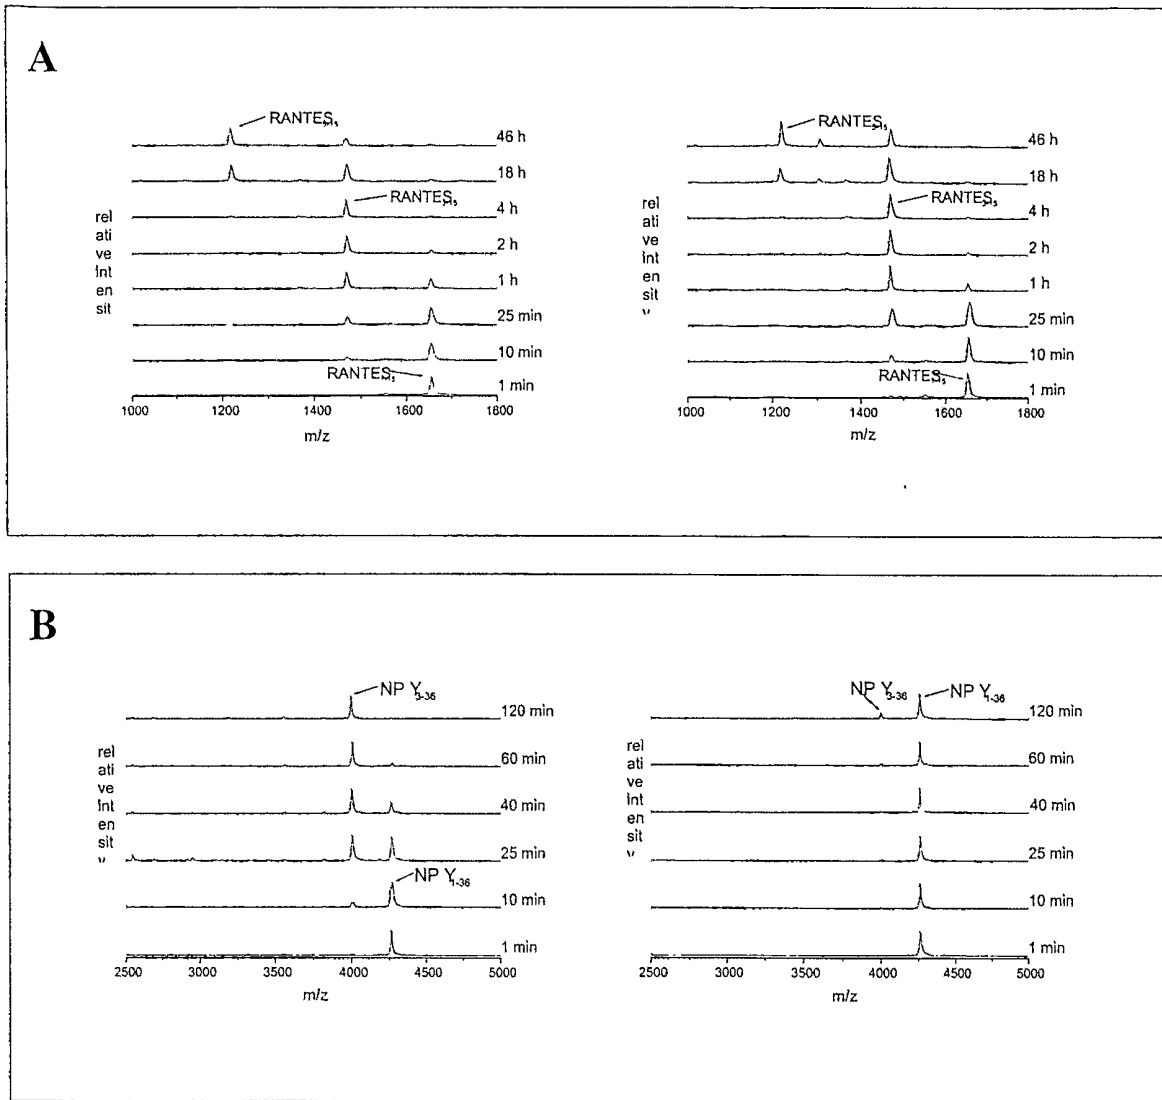 A
RANTES
46 h
18 h
RANTES
4 h
2 h
1 h
25 min
10 min
RANTES
1 min
rel
ati
ve
int
en
sit
1000 1200 1400 1600 1800
m/z
RANTES
46 h
18 h
RANTES
4 h
2 h
1 h
25 min
10 min
RANTES
1 min
rel
ati
ve
int
en
sit
1000 1200 1400 1600 1800
m/z
B
NP Y3-36
120 min
60 min
40 min
25 min
NP Y1-36
10 min
1 min
rel
ati
ve
int
en
sit
2500 3000 3500 4000 4500 5000
m/z
NP Y3-36 NP Y1-36
120 min
60 min
40 min
25 min
10 min
1 min
rel
ati
ve
int
en
sit
2500 3000 3500 4000 4500 5000
m/z